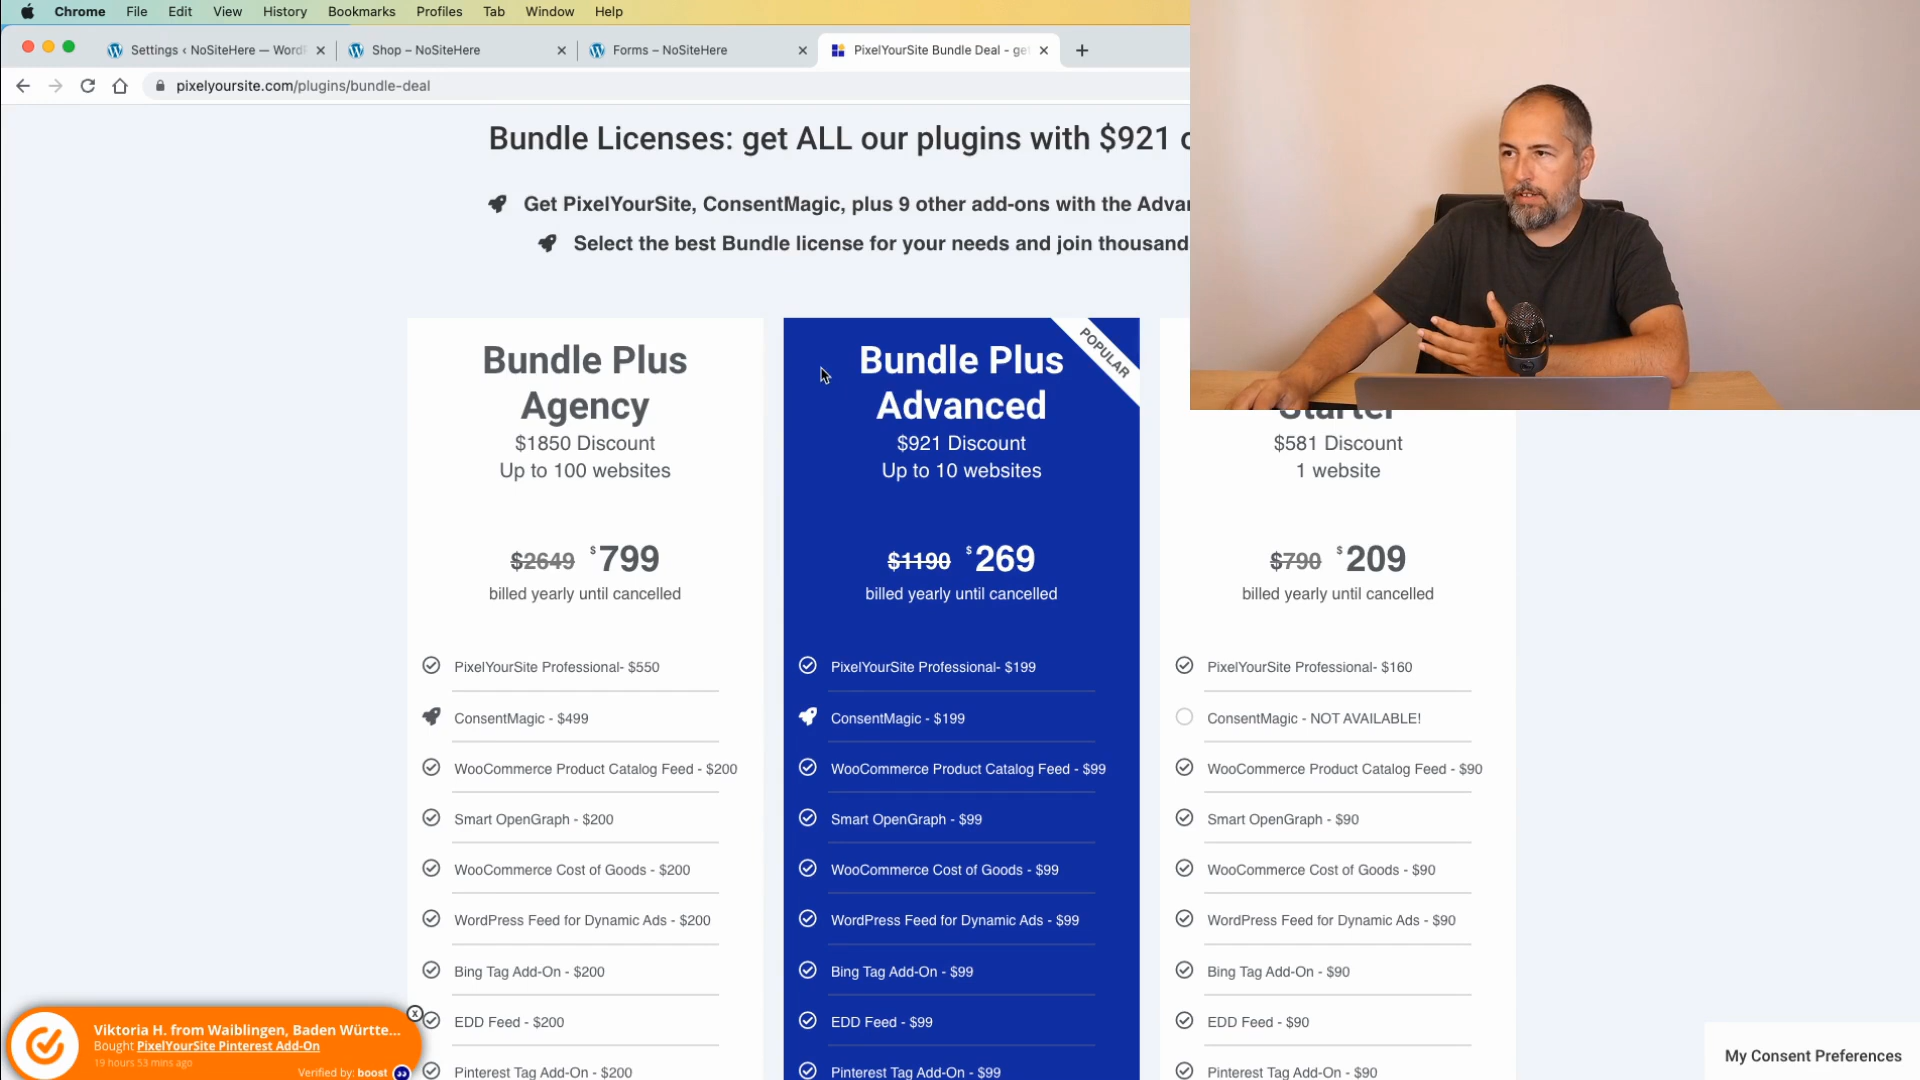 Chrome File Edit View History Bookmarks Profiles Tab Window Help
Settings ‹ NoSiteHere — Word
Shop – NoSiteHere
Forms – NoSiteHere
PixelYourSite Bundle Deal - ge
pixelyoursite.com/plugins/bundle-deal
Bundle Licenses: get ALL our plugins with $921
Get PixelYourSite, ConsentMagic, plus 9 other add-ons with the Advan
Select the best Bundle license for your needs and join thousand
Bundle Plus
Agency
$1850 Discount
Up to 100 websites
$2649 $799
billed yearly until cancelled
PixelYourSite Professional- $550
ConsentMagic - $499
WooCommerce Product Catalog Feed - $200
Smart OpenGraph - $200
WooCommerce Cost of Goods - $200
WordPress Feed for Dynamic Ads - $200
Bing Tag Add-On - $200
EDD Feed - $200
Pinterest Tag Add-On - $200
POPULAR
Bundle Plus
Advanced
$921 Discount
Up to 10 websites
$1190 $269
billed yearly until cancelled
PixelYourSite Professional- $199
ConsentMagic - $199
WooCommerce Product Catalog Feed - $99
Smart OpenGraph - $99
WooCommerce Cost of Goods - $99
WordPress Feed for Dynamic Ads - $99
Bing Tag Add-On - $99
EDD Feed - $99
Pinterest Tag Add-On - $99
Starter
$581 Discount
1 website
$790 $209
billed yearly until cancelled
PixelYourSite Professional- $160
ConsentMagic - NOT AVAILABLE!
WooCommerce Product Catalog Feed - $90
Smart OpenGraph - $90
WooCommerce Cost of Goods - $90
WordPress Feed for Dynamic Ads - $90
Bing Tag Add-On - $90
EDD Feed - $90
Pinterest Tag Add-On - $90
Viktoria H. from Waiblingen, Baden Württe...
Bought PixelYourSite Pinterest Add-On
19 hours 53 mins ago
Verified by: boost
My Consent Preferences